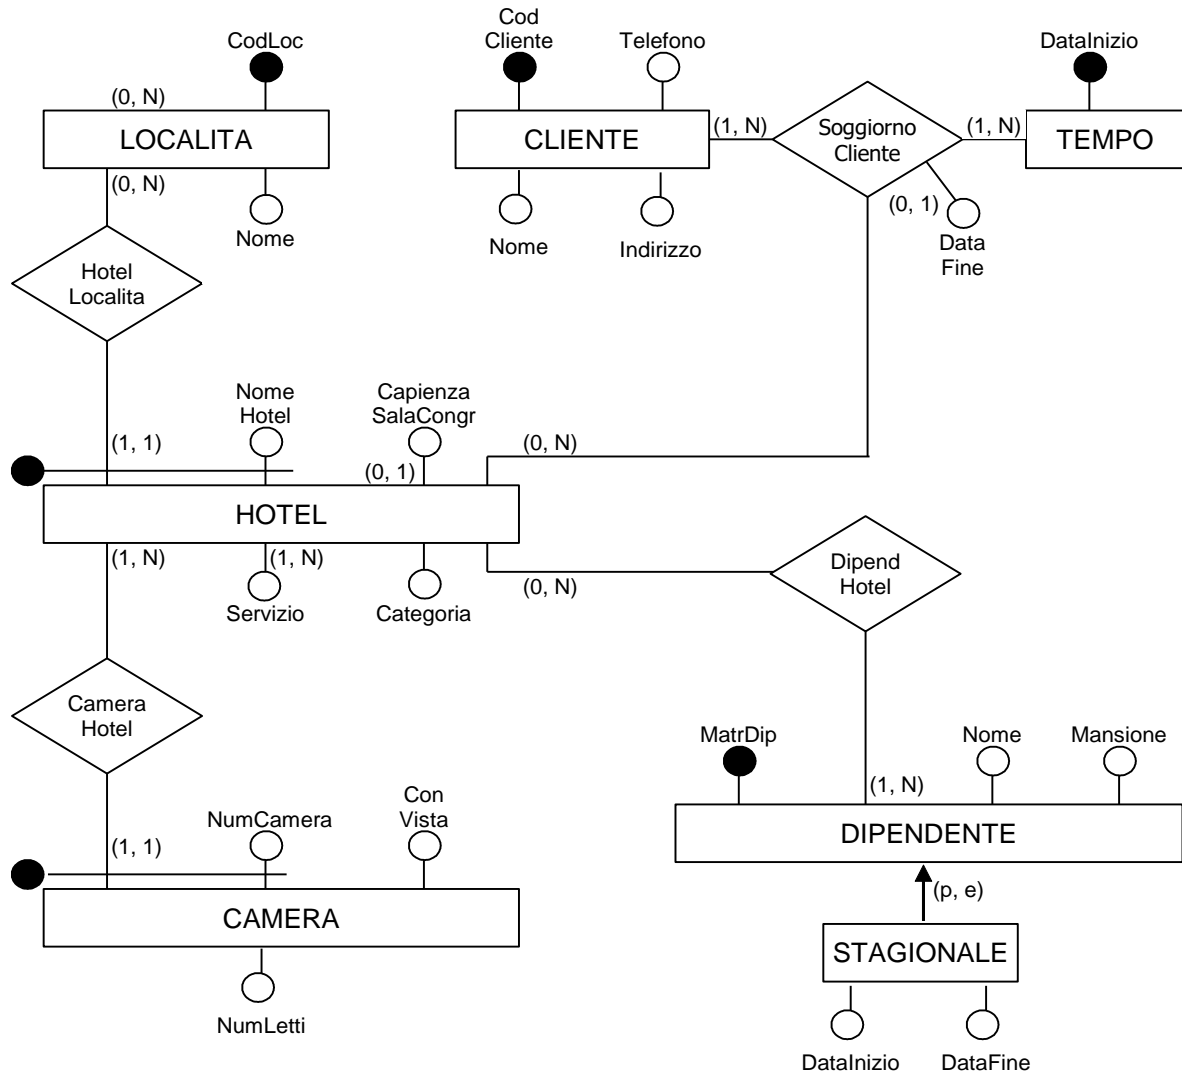 CodLoc
(0, N)
LOCALITA
(0, N)
Nome
Cod
Cliente
Telefono
CLIENTE
(1, N)
Nome
Indirizzo
Soggiorno
Cliente
(0, 1)
Data
Fine
DataInizio
(1, N)
TEMPO
Hotel
Localita
(1, 1)
Nome
Hotel
Capienza
SalaCongr
(0, 1)
(0, N)
HOTEL
(1, N)
(1, N)
Servizio
Categoria
(0, N)
Dipend
Hotel
Camera
Hotel
(1, 1)
NumCamera
Con
Vista
CAMERA
NumLetti
MatrDip
(1, N)
Nome
Mansione
DIPENDENTE
(p, e)
STAGIONALE
DataInizio
DataFine